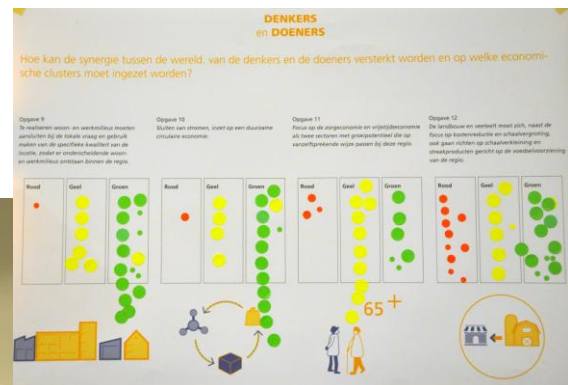 DENKERS
en DOENERS
Hoe kan de synergie tussen de wereld. van de denkers en de doeners versterkt worden en op welke economi-
sche clusters moet ingezet worden?
Opgave 9
Te realiseren woon- en werkmilieus moeten
aansluiten bij de lokale vraag en gebruik
maken van de specifieke kwaliteit van de
locatie, zodat er onderscheidende woon-
en werkmilieus ontstaan binnen de regio.
Opgave 10
Sluiten van stromen, inzet op een duurzame
circulaire economie.
Opgave 11
Focus op de zorgeconomie en vrijetijdseconomie
als twee sectoren met groeipotentieel die op
vanzelfsprekende wijze passen bij deze regio.
Opgave 12
De landbouw en veeteelt moet zich, naast de
focus op kostenreductie en schaalvergroting,
ook gaan richten op schaalverkleining en
streekproducten gericht op de voedselvoorziening
van de regio.
Rood Geel Groen
Rood Geel Groen
Rood Geel Groen
Rood Geel Groen
65+